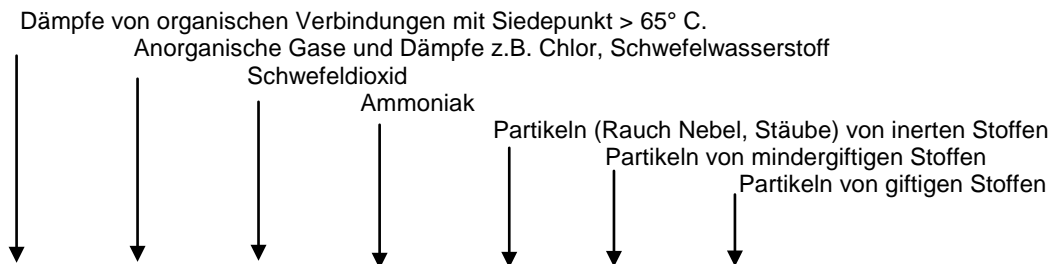 Dämpfe von organischen Verbindungen mit Siedepunkt > 65° C.
Anorganische Gase und Dämpfe z.B. Chlor, Schwefelwasserstoff
Schwefeldioxid
Ammoniak
Partikeln (Rauch Nebel, Stäube) von inerten Stoffen
Partikeln von mindergiftigen Stoffen
Partikeln von giftigen Stoffen